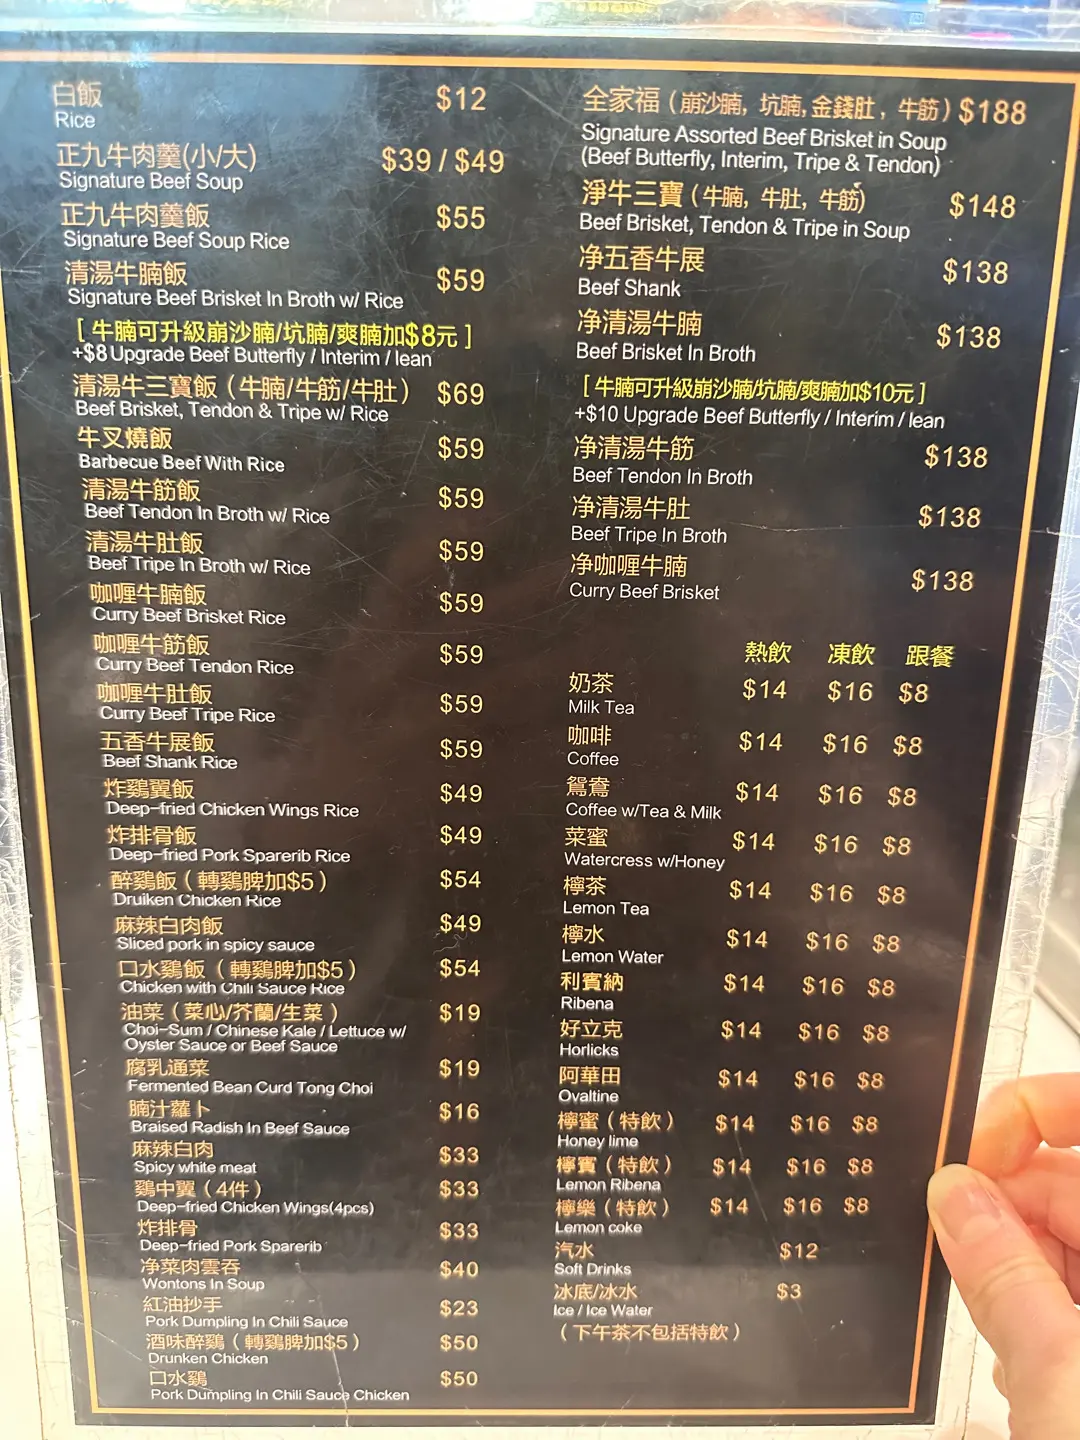 白飯 $12
Rice
正九牛肉羹(小/大) $39 / $49
Signature Beef Soup
正九牛肉羹飯 $55
Signature Beef Soup Rice
清湯牛腩飯 $59
Signature Beef Brisket In Broth w/ Rice
[ 牛腩可升級崩沙腩/坑腩/爽腩加$8元 ]
+$8 Upgrade Beef Butterfly / Interim / lean
清湯牛三寶飯（牛腩/牛筋/牛肚） $69
Beef Brisket, Tendon & Tripe w/ Rice
牛叉燒飯 $59
Barbecue Beef With Rice
清湯牛筋飯 $59
Beef Tendon In Broth w/ Rice
清湯牛肚飯 $59
Beef Tripe In Broth w/ Rice
咖喱牛腩飯 $59
Curry Beef Brisket Rice
咖喱牛筋飯 $59
Curry Beef Tendon Rice
咖喱牛肚飯 $59
Curry Beef Tripe Rice
五香牛展飯 $59
Beef Shank Rice
炸鷄翼飯 $49
Deep-fried Chicken Wings Rice
炸排骨飯 $49
Deep-fried Pork Sparerib Rice
醉鷄飯（轉鷄脾加$5） $54
Druiken Chicken Rice
麻辣白肉飯 $49
Sliced pork in spicy sauce
口水鷄飯（轉鷄脾加$5） $54
Chicken with Chili Sauce Rice
油菜（菜心/芥蘭/生菜） $19
Choi-Sum / Chinese Kale / Lettuce w/
Oyster Sauce or Beef Sauce
腐乳通菜 $19
Fermented Bean Curd Tong Choi
腩汁蘿卜 $16
Braised Radish In Beef Sauce
麻辣白肉 $33
Spicy white meat
鷄中翼（4件） $33
Deep-fried Chicken Wings(4pcs)
炸排骨 $33
Deep-fried Pork Sparerib
净菜肉雲吞 $40
Wontons In Soup
紅油抄手 $23
Pork Dumpling In Chili Sauce
酒味醉鷄（轉鷄脾加$5） $50
Drunken Chicken
口水鷄 $50
Pork Dumpling In Chili Sauce Chicken
全家福（崩沙腩, 坑腩, 金錢肚, 牛筋）$188
Signature Assorted Beef Brisket in Soup
(Beef Butterfly, Interim, Tripe & Tendon)
淨牛三寶（牛腩, 牛肚, 牛筋) $148
Beef Brisket, Tendon & Tripe in Soup
净五香牛展 $138
Beef Shank
净清湯牛腩 $138
Beef Brisket In Broth
[ 牛腩可升級崩沙腩/坑腩/爽腩加$10元 ]
+$10 Upgrade Beef Butterfly / Interim / lean
净清湯牛筋 $138
Beef Tendon In Broth
净清湯牛肚 $138
Beef Tripe In Broth
净咖喱牛腩 $138
Curry Beef Brisket
熱飲 凍飲 跟餐
奶茶 $14 $16 $8
Milk Tea
咖啡 $14 $16 $8
Coffee
鴛鴦 $14 $16 $8
Coffee w/Tea & Milk
菜蜜 $14 $16 $8
Watercress w/Honey
檸茶 $14 $16 $8
Lemon Tea
檸水 $14 $16 $8
Lemon Water
利賓納 $14 $16 $8
Ribena
好立克 $14 $16 $8
Horlicks
阿華田 $14 $16 $8
Ovaltine
檸蜜（特飲） $14 $16 $8
Honey lime
檸賓（特飲） $14 $16 $8
Lemon Ribena
檸樂（特飲） $14 $16 $8
Lemon coke
汽水 $12
Soft Drinks
冰底/冰水 $3
Ice / Ice Water
（下午茶不包括特飲）